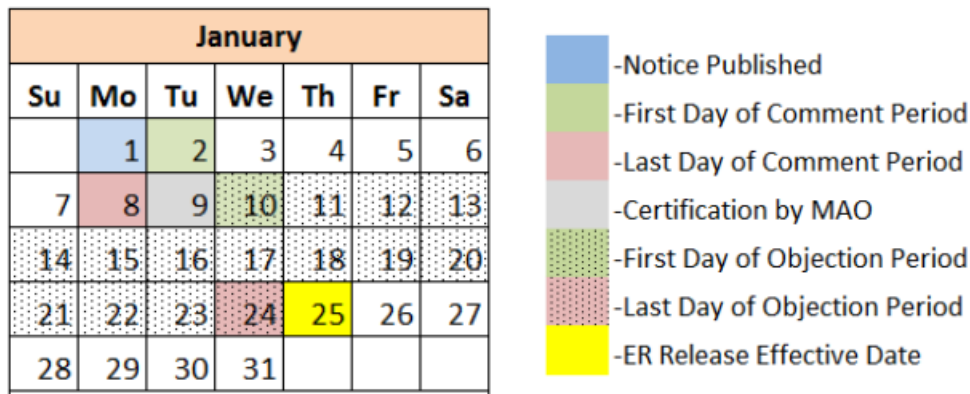 January
Su Mo Tu We Th Fr Sa
1 2 3 4 5 6
7 8 9 10 11 12 13
14 15 16 17 18 19 20
21 22 23 24 25 26 27
28 29 30 31
-Notice Published
-First Day of Comment Period
-Last Day of Comment Period
-Certification by MAO
-First Day of Objection Period
-Last Day of Objection Period
-ER Release Effective Date